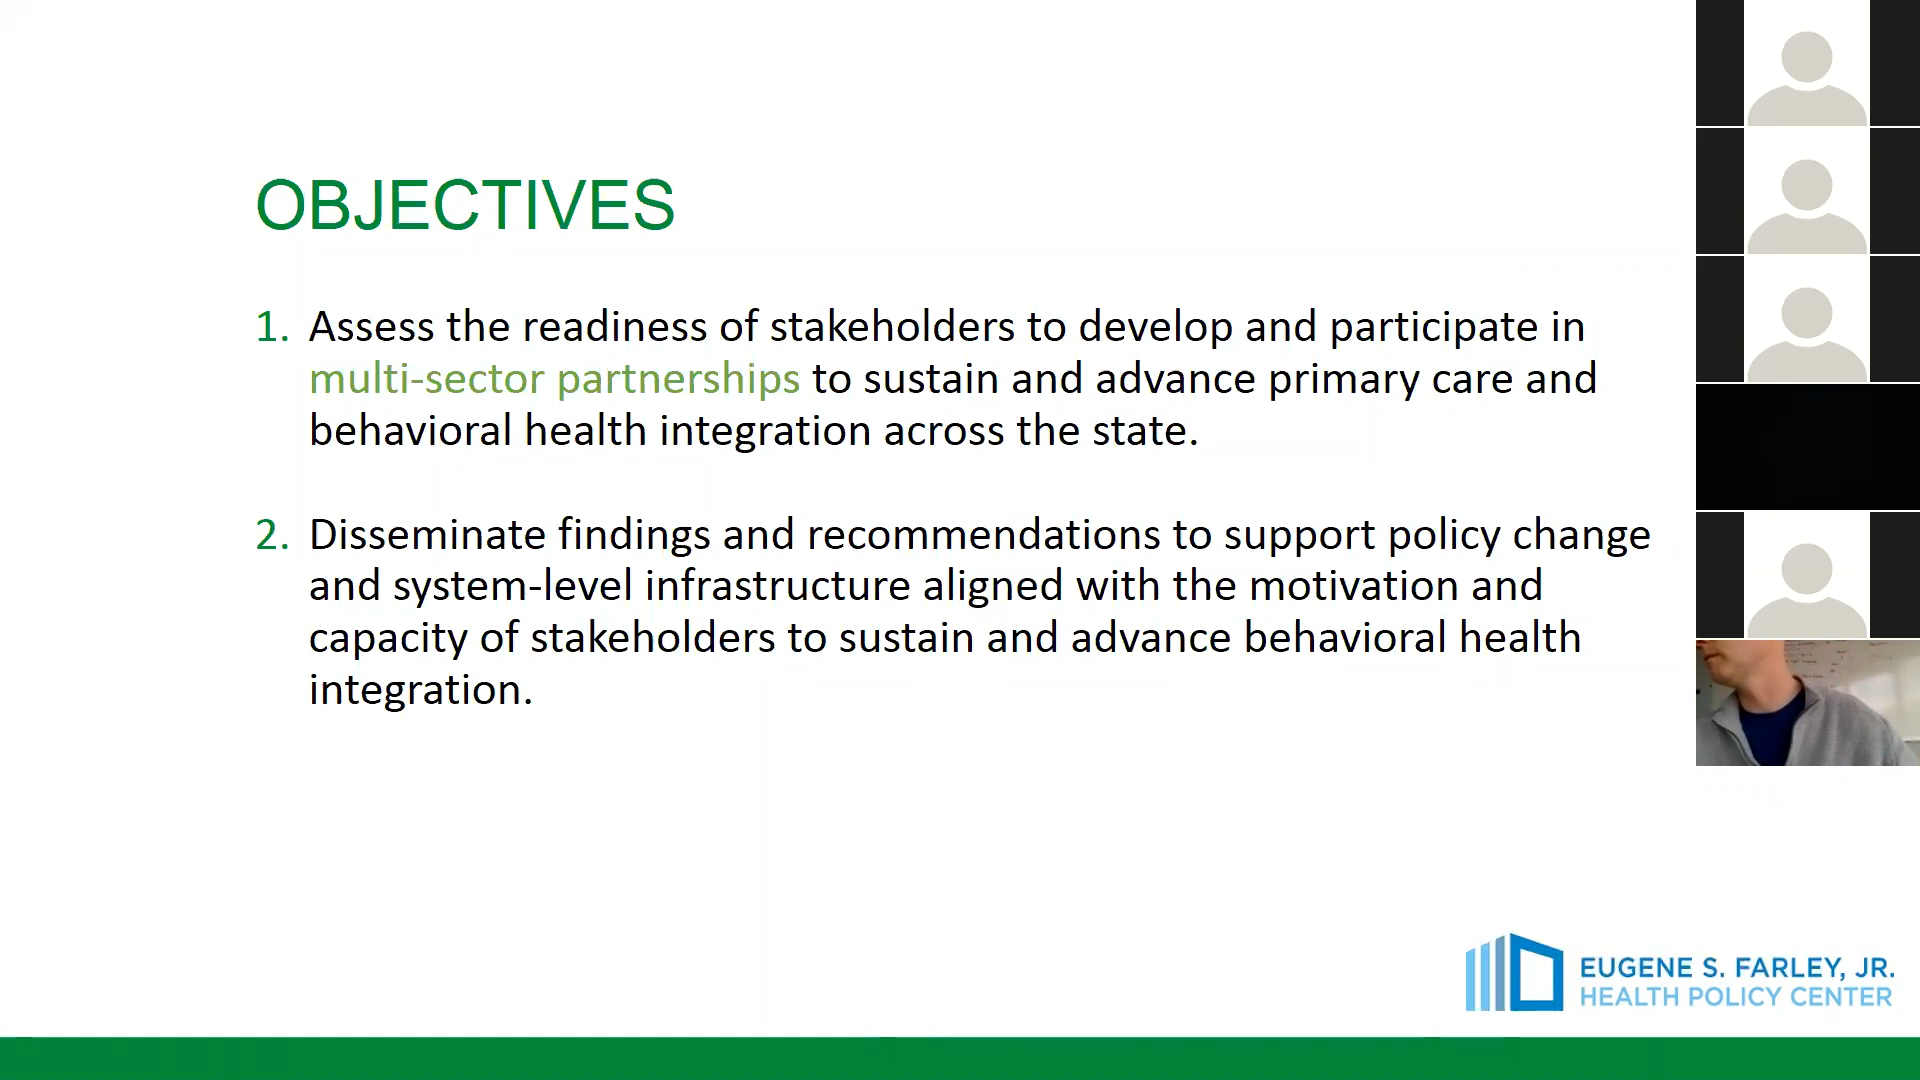 OBJECTIVES
1. Assess the readiness of stakeholders to develop and participate in
multi-sector partnerships to sustain and advance primary care and
behavioral health integration across the state.
2. Disseminate findings and recommendations to support policy change
and system-level infrastructure aligned with the motivation and
capacity of stakeholders to sustain and advance behavioral health
integration.
EUGENE S. FARLEY, JR.
HEALTH POLICY CENTER